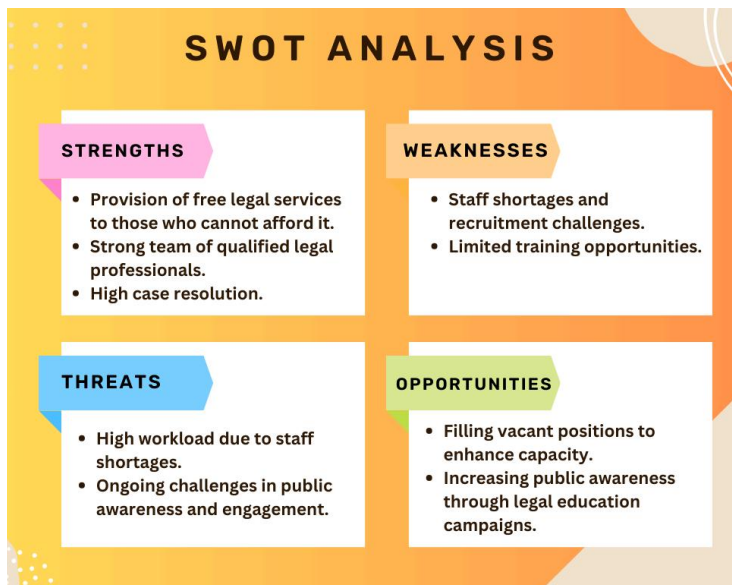 SWOT ANALYSIS
STRENGTHS
• Provision of free legal services
to those who cannot afford it.
• Strong team of qualified legal
professionals.
• High case resolution.
WEAKNESSES
• Staff shortages and
recruitment challenges.
• Limited training opportunities.
THREATS
• High workload due to staff
shortages.
• Ongoing challenges in public
awareness and engagement.
OPPORTUNITIES
• Filling vacant positions to
enhance capacity.
• Increasing public awareness
through legal education
campaigns.